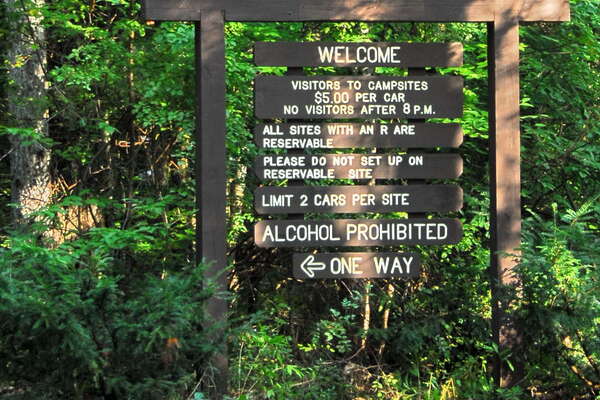 WELCOME
VISITORS TO CAMPSITES
$5.00 PER CAR
NO VISITORS AFTER 8 P.M.
ALL SITES WITH AN R ARE
RESERVABLE
PLEASE DO NOT SET UP ON
RESERVABLE SITE
LIMIT 2 CARS PER SITE
ALCOHOL PROHIBITED
ONE WAY